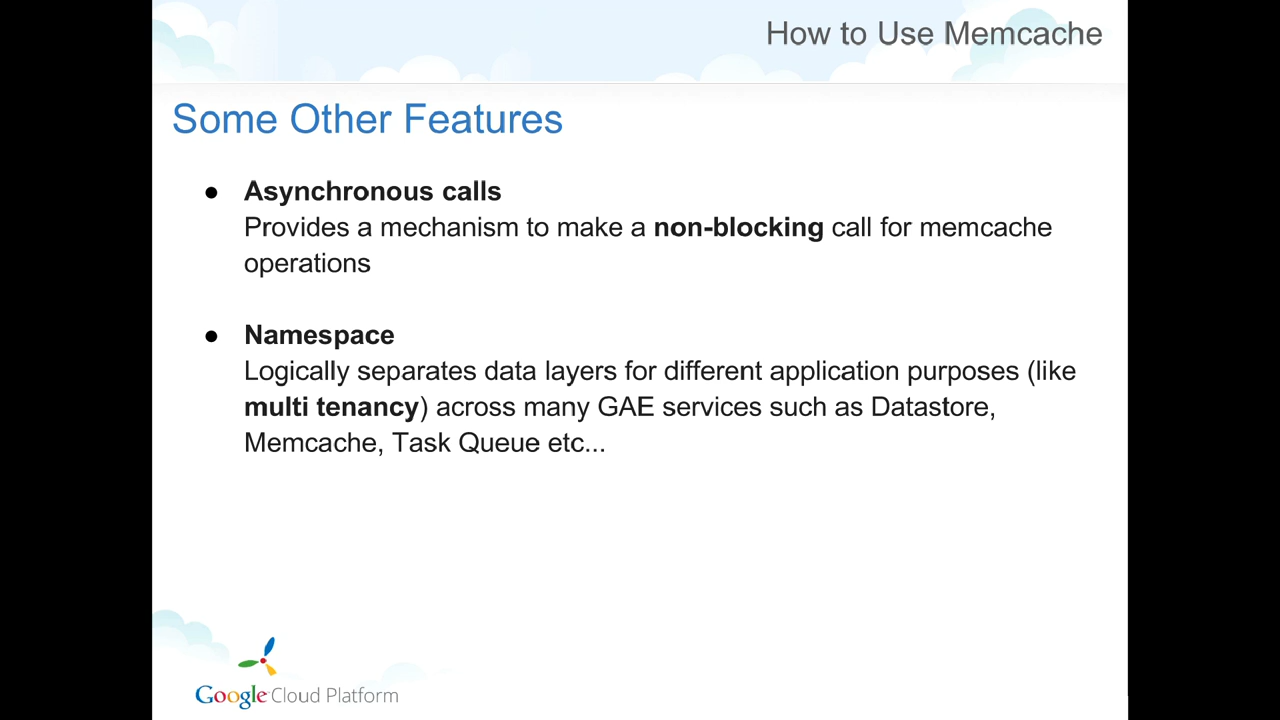 How to Use Memcache
Some Other Features
● Asynchronous calls
Provides a mechanism to make a non-blocking call for memcache
operations
● Namespace
Logically separates data layers for different application purposes (like
multi tenancy) across many GAE services such as Datastore,
Memcache, Task Queue etc...
Google Cloud Platform